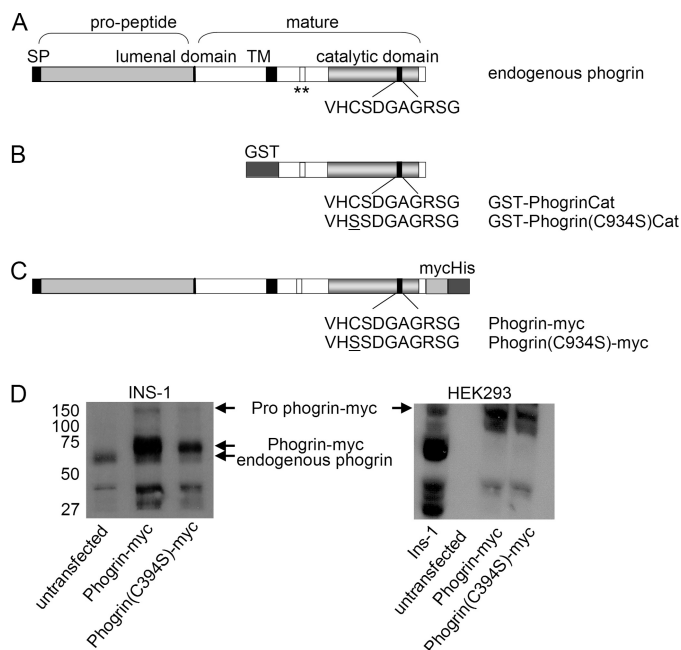 A
pro-peptide
mature
SP
lumenal domain
TM
catalytic domain
endogenous phogrin
**
VHCSDGAGRSG
B
GST
VHCSDGAGRSG
GST-PhogrinCat
VHSSDGAGRSG
GST-Phogrin(C934S)Cat
C
mycHis
VHCSDGAGRSG
Phogrin-myc
VHSSDGAGRSG
Phogrin(C934S)-myc
D
INS-1
HEK293
150
100
75
50
27
Pro phogrin-myc
Phogrin-myc
endogenous phogrin
untransfected
Phogrin-myc
Phogrin(C394S)-myc
Ins-1
untransfected
Phogrin-myc
Phogrin(C394S)-myc